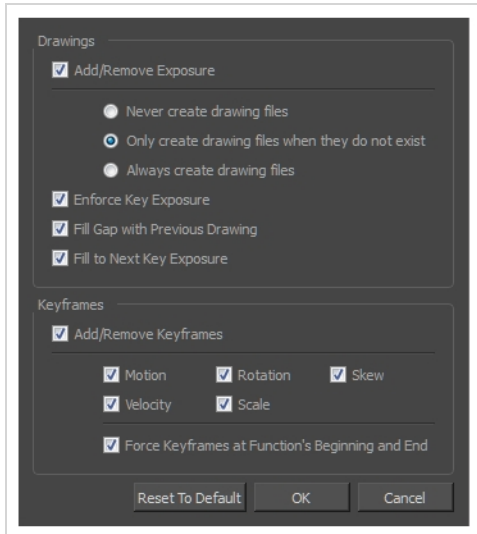 Drawings
Add/Remove Exposure
Never create drawing files
Only create drawing files when they do not exist
Always create drawing files
Enforce Key Exposure
Fill Gap with Previous Drawing
Fill to Next Key Exposure
Keyframes
Add/Remove Keyframes
Motion Rotation Skew
Velocity Scale
Force Keyframes at Function's Beginning and End
Reset To Default OK Cancel